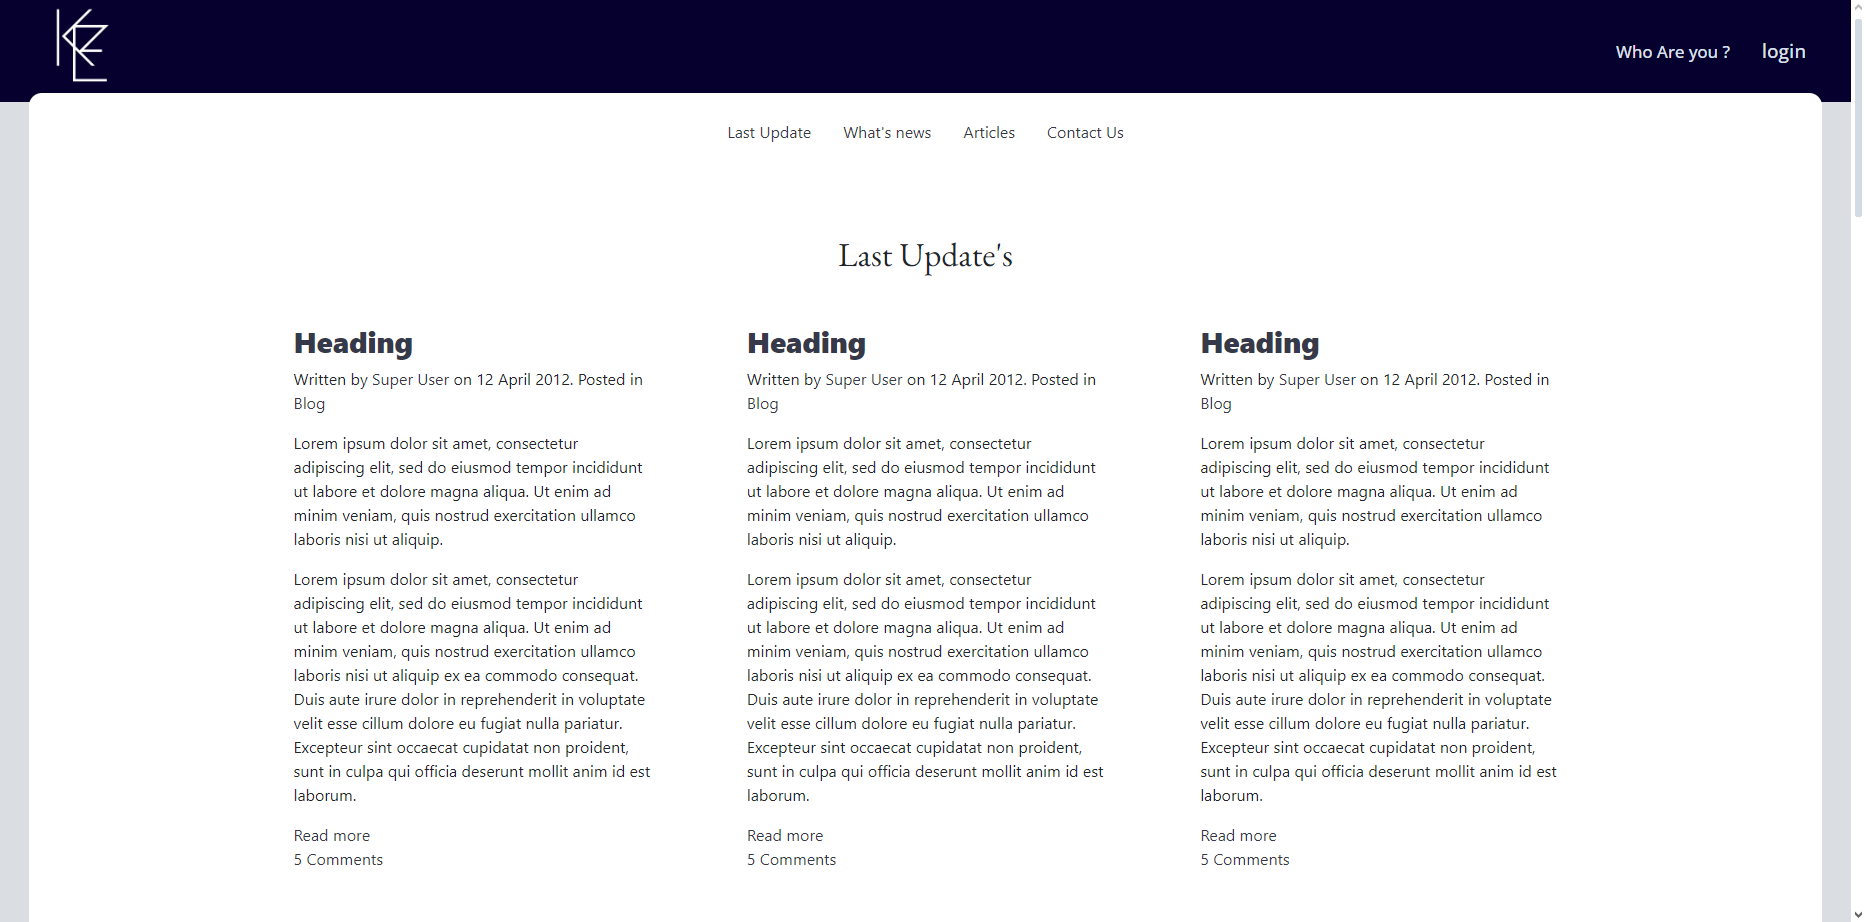 KE
Who Are you ? login
Last Update What's news Articles Contact Us
Last Update's
Heading
Written by Super User on 12 April 2012. Posted in
Blog
Lorem ipsum dolor sit amet, consectetur
adipiscing elit, sed do eiusmod tempor incididunt
ut labore et dolore magna aliqua. Ut enim ad
minim veniam, quis nostrud exercitation ullamco
laboris nisi ut aliquip.
Lorem ipsum dolor sit amet, consectetur
adipiscing elit, sed do eiusmod tempor incididunt
ut labore et dolore magna aliqua. Ut enim ad
minim veniam, quis nostrud exercitation ullamco
laboris nisi ut aliquip ex ea commodo consequat.
Duis aute irure dolor in reprehenderit in voluptate
velit esse cillum dolore eu fugiat nulla pariatur.
Excepteur sint occaecat cupidatat non proident,
sunt in culpa qui officia deserunt mollit anim id est
laborum.
Read more
5 Comments
Heading
Written by Super User on 12 April 2012. Posted in
Blog
Lorem ipsum dolor sit amet, consectetur
adipiscing elit, sed do eiusmod tempor incididunt
ut labore et dolore magna aliqua. Ut enim ad
minim veniam, quis nostrud exercitation ullamco
laboris nisi ut aliquip.
Lorem ipsum dolor sit amet, consectetur
adipiscing elit, sed do eiusmod tempor incididunt
ut labore et dolore magna aliqua. Ut enim ad
minim veniam, quis nostrud exercitation ullamco
laboris nisi ut aliquip ex ea commodo consequat.
Duis aute irure dolor in reprehenderit in voluptate
velit esse cillum dolore eu fugiat nulla pariatur.
Excepteur sint occaecat cupidatat non proident,
sunt in culpa qui officia deserunt mollit anim id est
laborum.
Read more
5 Comments
Heading
Written by Super User on 12 April 2012. Posted in
Blog
Lorem ipsum dolor sit amet, consectetur
adipiscing elit, sed do eiusmod tempor incididunt
ut labore et dolore magna aliqua. Ut enim ad
minim veniam, quis nostrud exercitation ullamco
laboris nisi ut aliquip.
Lorem ipsum dolor sit amet, consectetur
adipiscing elit, sed do eiusmod tempor incididunt
ut labore et dolore magna aliqua. Ut enim ad
minim veniam, quis nostrud exercitation ullamco
laboris nisi ut aliquip ex ea commodo consequat.
Duis aute irure dolor in reprehenderit in voluptate
velit esse cillum dolore eu fugiat nulla pariatur.
Excepteur sint occaecat cupidatat non proident,
sunt in culpa qui officia deserunt mollit anim id est
laborum.
Read more
5 Comments